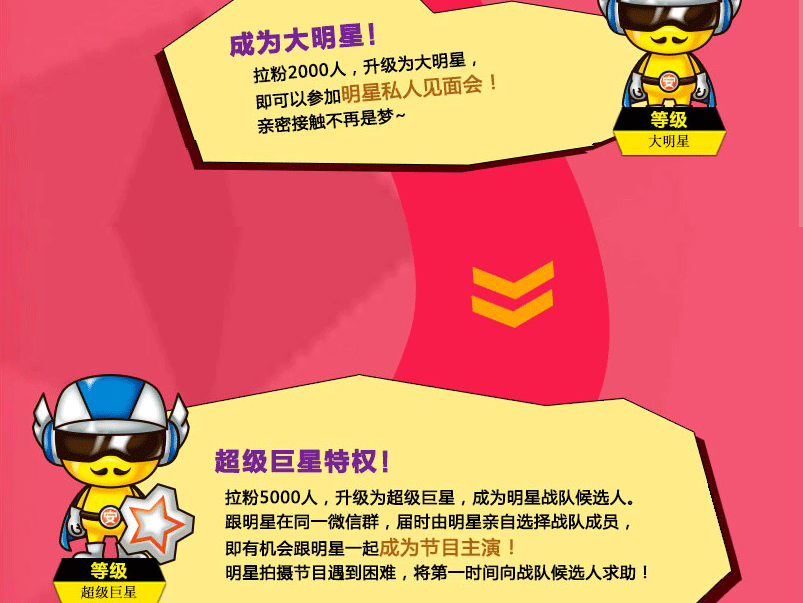 成为大明星！
拉粉2000人，升级为大明星，
即可以参加明星私人见面会！
亲密接触不再是梦~
安
等级
大明星
超级巨星特权！
拉粉5000人，升级为超级巨星，成为明星战队候选人。
跟明星在同一微信群，届时由明星亲自选择战队成员，
即有机会跟明星一起成为节目主演！
明星拍摄节目遇到困难，将第一时间向战队候选人求助！
安
等级
超级巨星